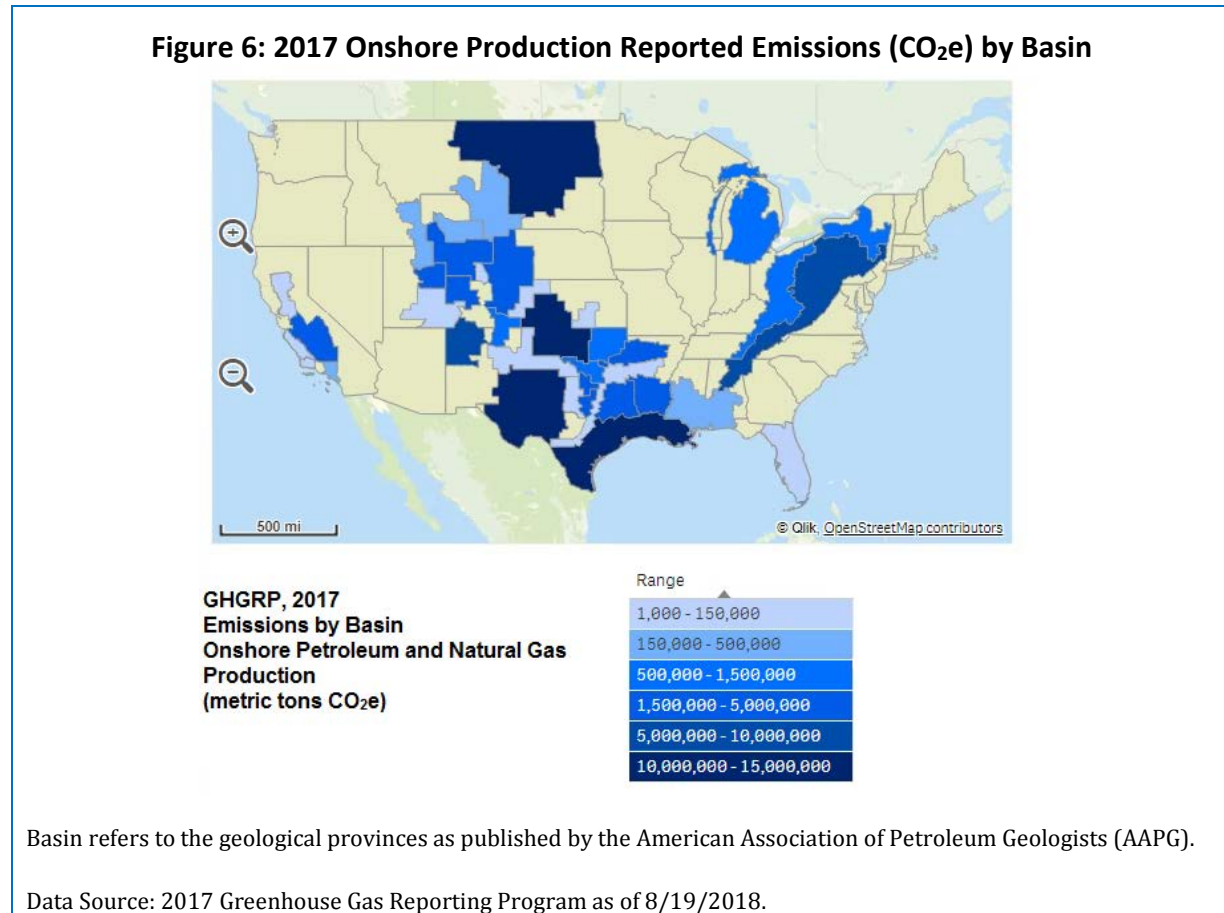 Figure 6: 2017 Onshore Production Reported Emissions (CO₂e) by Basin
500 mi
© Qlik, OpenStreetMap contributors
GHGRP, 2017
Emissions by Basin
Onshore Petroleum and Natural Gas
Production
(metric tons CO₂e)
Range
1,000 - 150,000
150,000 - 500,000
500,000 - 1,500,000
1,500,000 - 5,000,000
5,000,000 - 10,000,000
10,000,000 - 15,000,000
Basin refers to the geological provinces as published by the American Association of Petroleum Geologists (AAPG).
Data Source: 2017 Greenhouse Gas Reporting Program as of 8/19/2018.